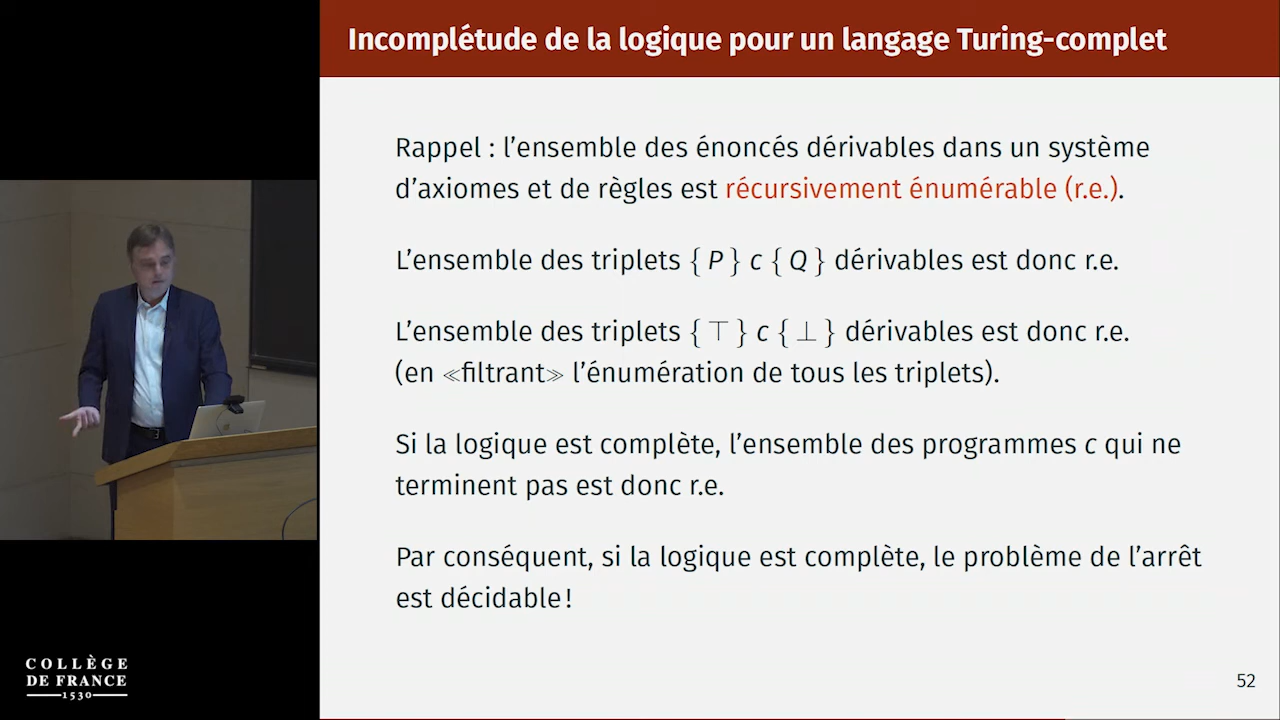 Incomplétude de la logique pour un langage Turing-complet
Rappel : l'ensemble des énoncés dérivables dans un système
d'axiomes et de règles est récursivement énumérable (r.e.).
L'ensemble des triplets { P } c { Q } dérivables est donc r.e.
L'ensemble des triplets { ⊤ } c { ⊥ } dérivables est donc r.e.
(en ≪filtrant≫ l'énumération de tous les triplets).
Si la logique est complète, l'ensemble des programmes c qui ne
terminent pas est donc r.e.
Par conséquent, si la logique est complète, le problème de l'arrêt
est décidable !
COLLÈGE
DE FRANCE
1530
52